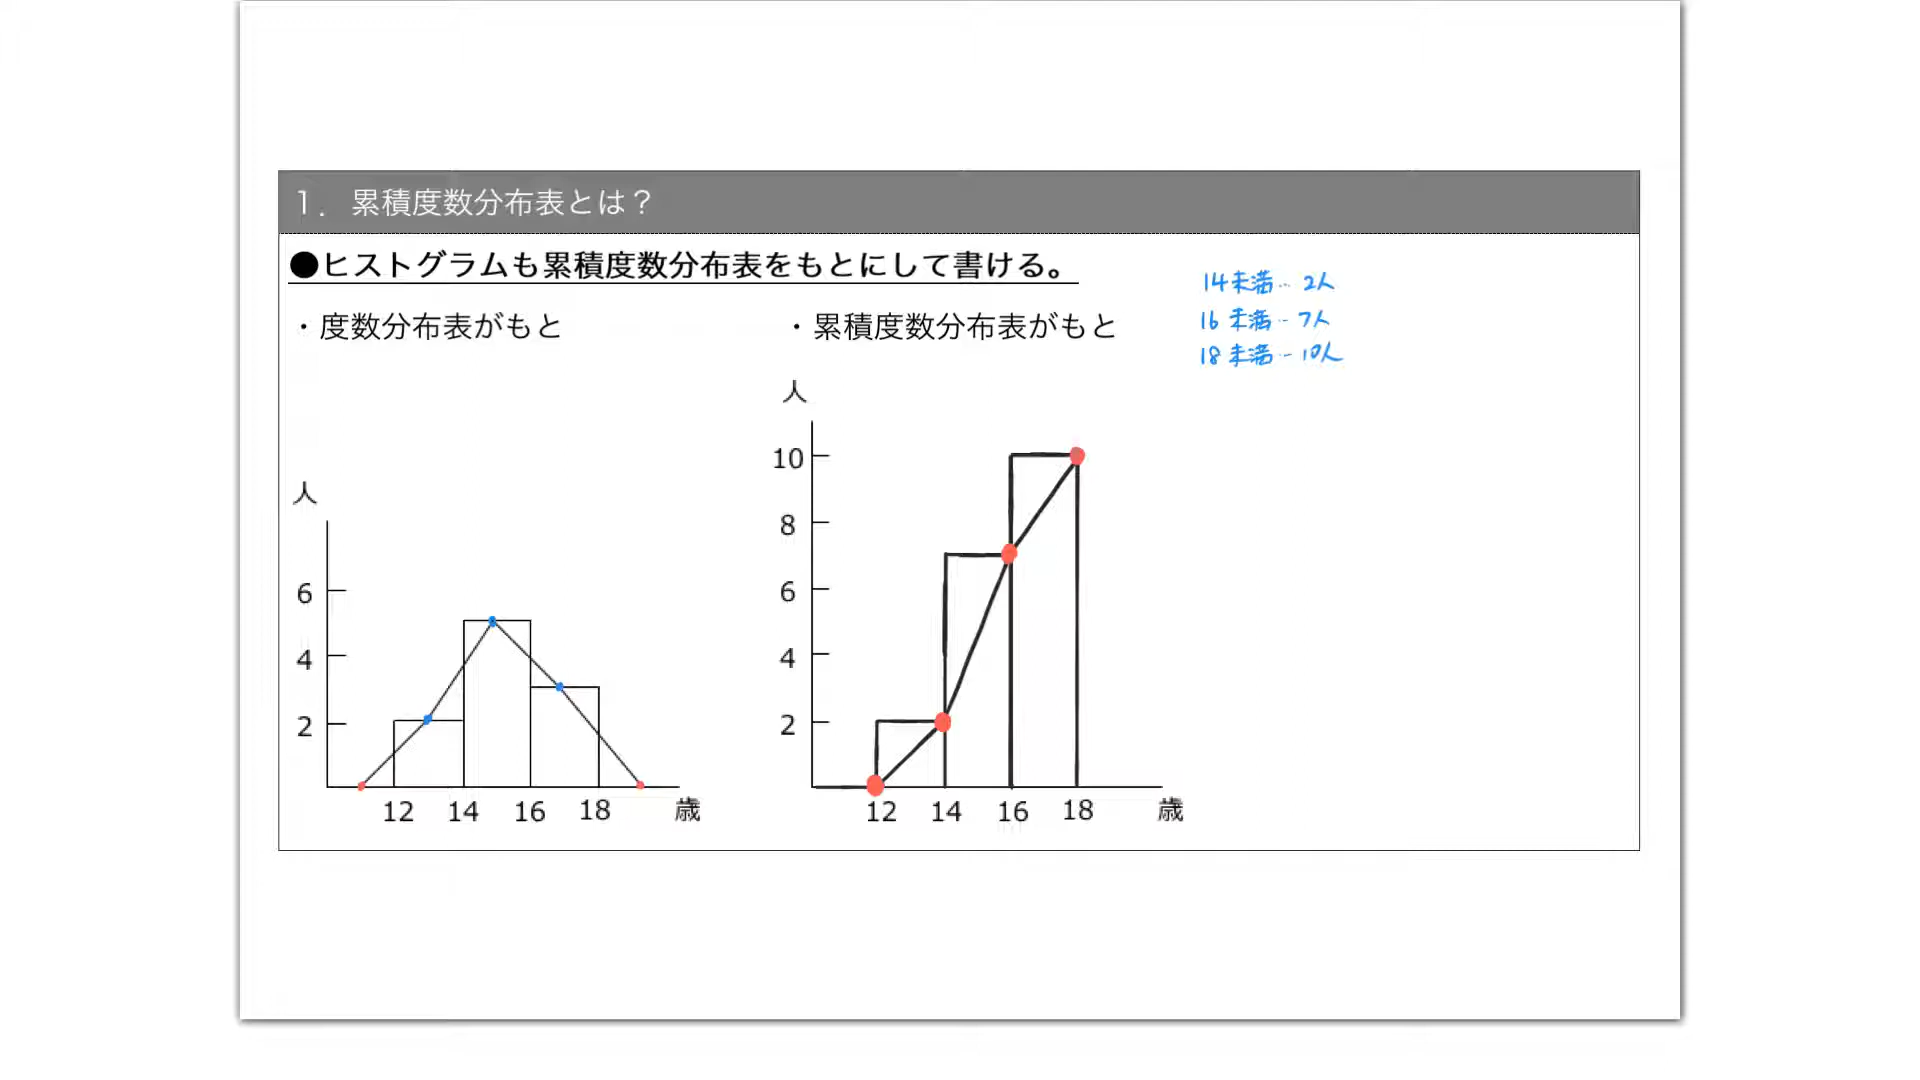 １． 累積度数分布表とは？
●ヒストグラムも累積度数分布表をもとにして書ける。
・度数分布表がもと
・累積度数分布表がもと
14未満…2人
16未満…7人
18未満…10人
人
6
4
2
12 14 16 18 歳
人
10
8
6
4
2
12 14 16 18 歳